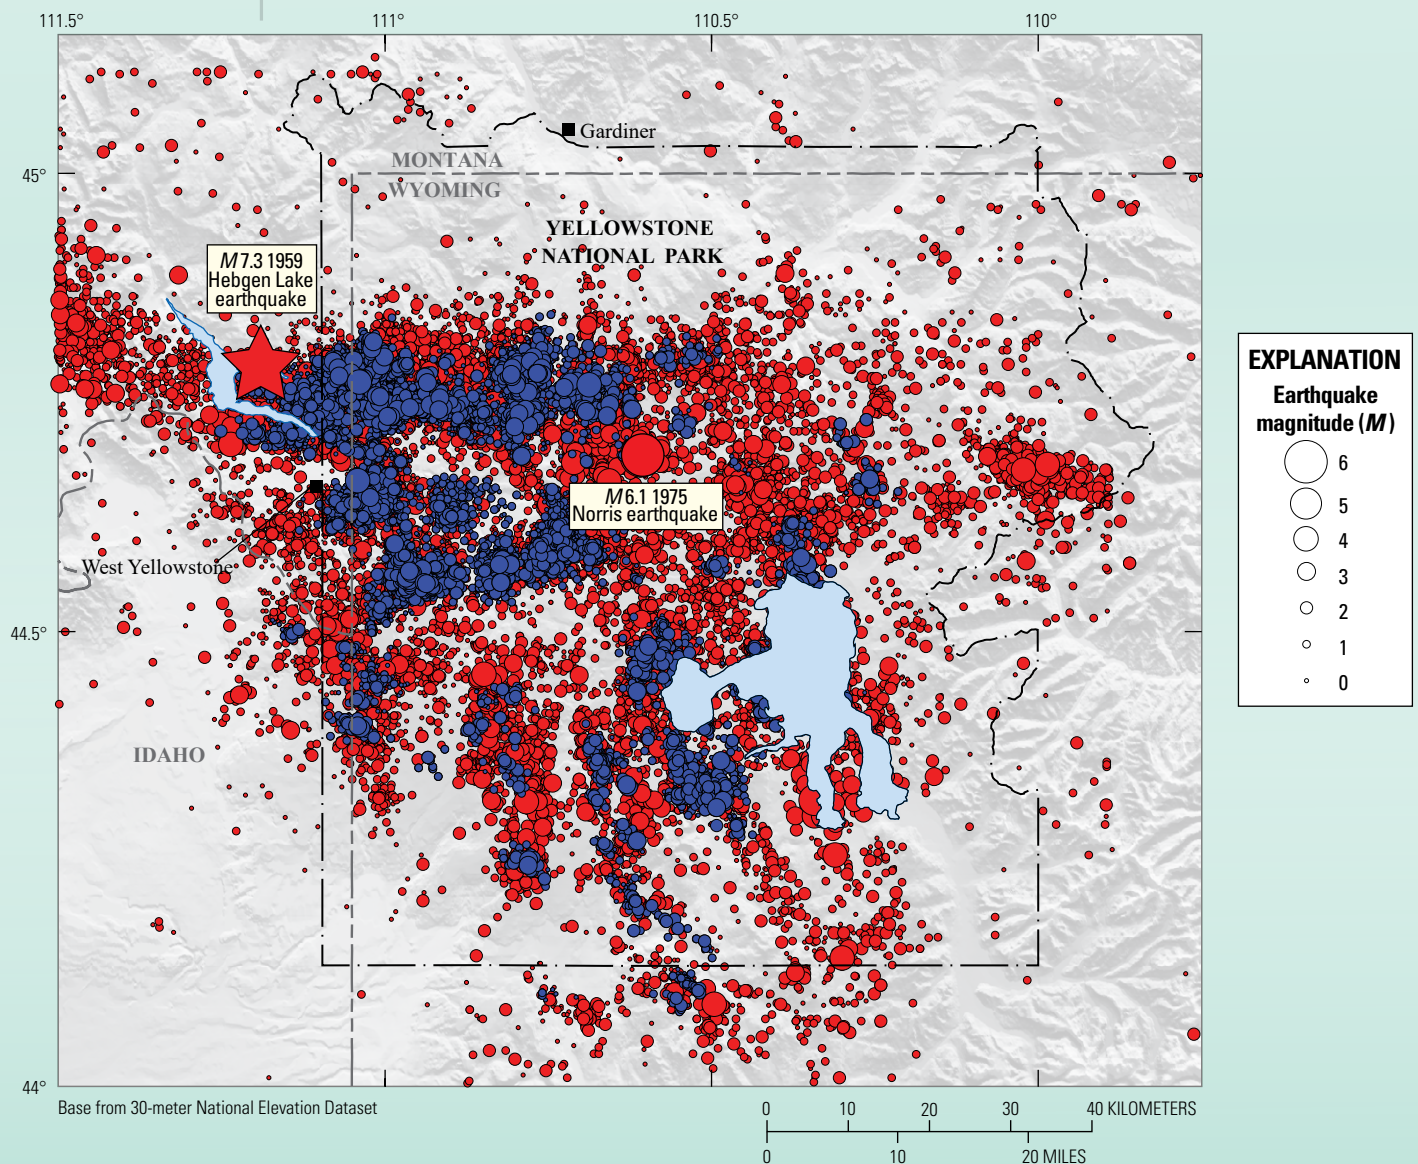 111.5°
111°
110.5°
110°
Gardiner
MONTANA
45°
WYOMING
YELLOWSTONE
NATIONAL PARK
M 7.3 1959
Hebgen Lake
earthquake
M 6.1 1975
Norris earthquake
West Yellowstone
44.5°
IDAHO
44°
EXPLANATION
Earthquake
magnitude (M)
6
5
4
3
2
1
0
Base from 30-meter National Elevation Dataset
0 10 20 30 40 KILOMETERS
0 10 20 MILES